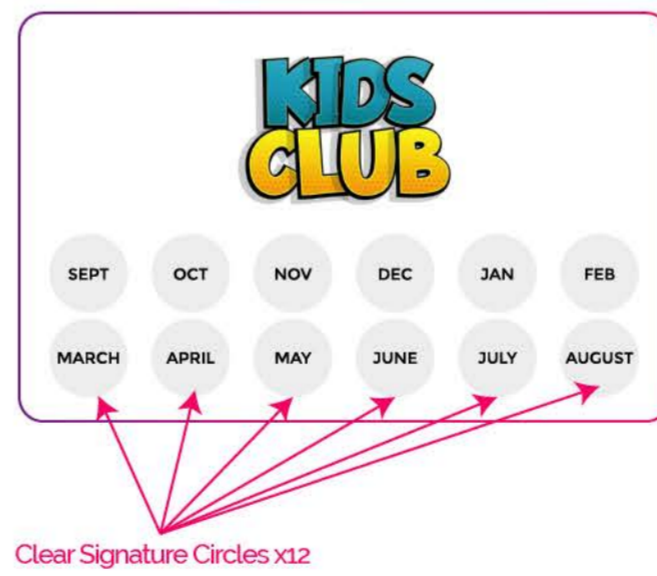 KIDS
CLUB
SEPT OCT NOV DEC JAN FEB
MARCH APRIL MAY JUNE JULY AUGUST
Clear Signature Circles x12